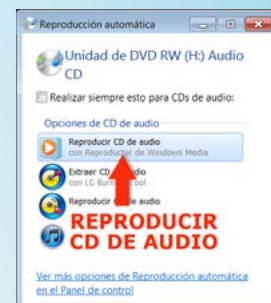 Reproducción automática
Unidad de DVD RW (H:) Audio
CD
Realizar siempre esto para CDs de audio:
Opciones de CD de audio
Reproducir CD de audio
con Reproductor de Windows Media
Extraer CD
con LG Burn
Reproducir de audio
REPRODUCIR
CD DE AUDIO
Ver más opciones de Reproducción automática
en el Panel de control